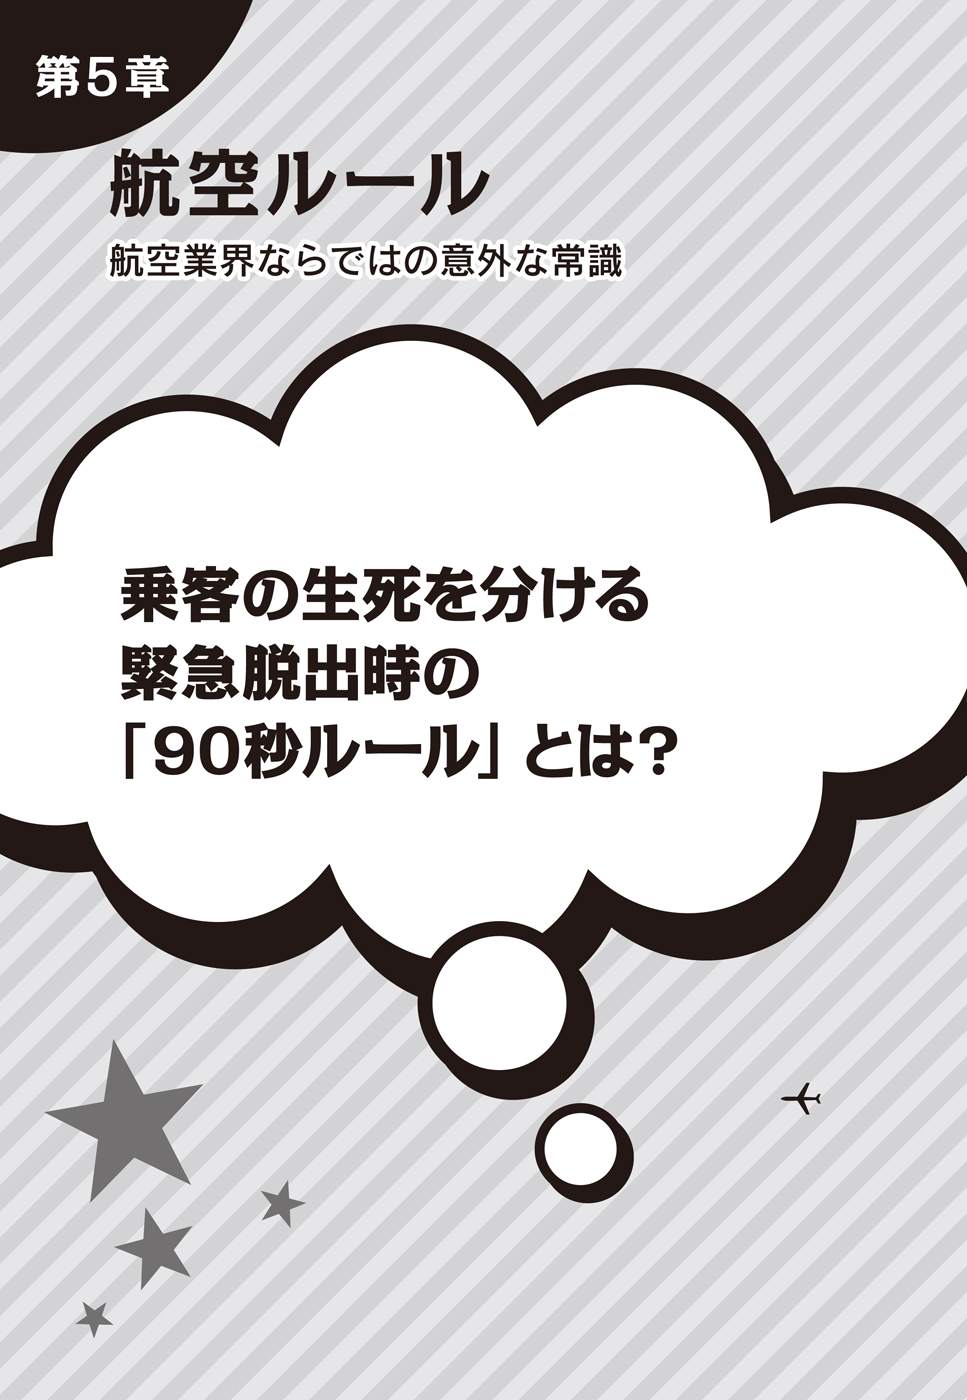 第5章
航空ルール
航空業界ならではの意外な常識
乗客の生死を分ける
緊急脱出時の
「90秒ルール」とは？